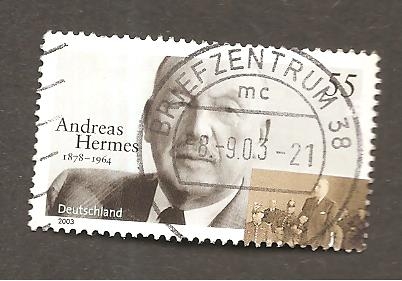 55
Andreas
Hermes
1878–1964
Deutschland
2003
BRIEFZENTRUM 38
mc
-8.-9.03-21